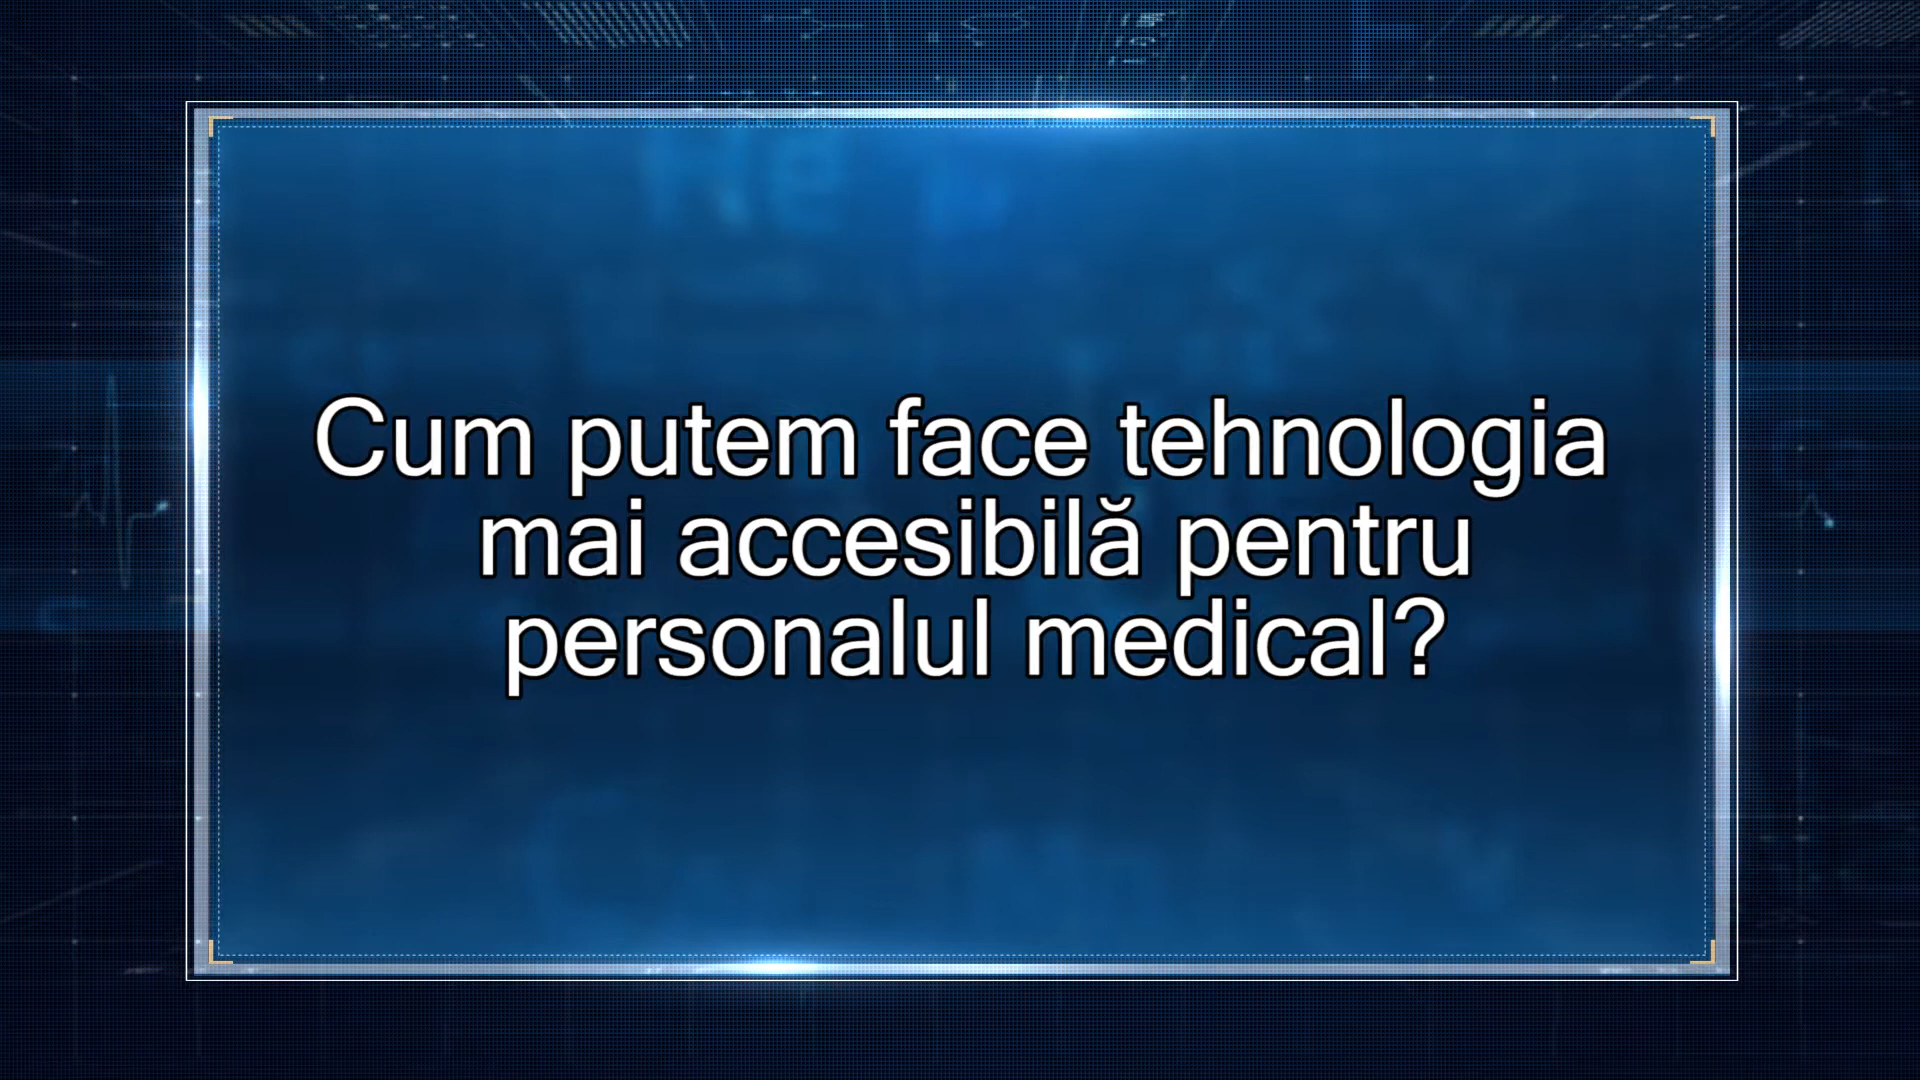 Cum putem face tehnologia
mai accesibilă pentru
personalul medical?